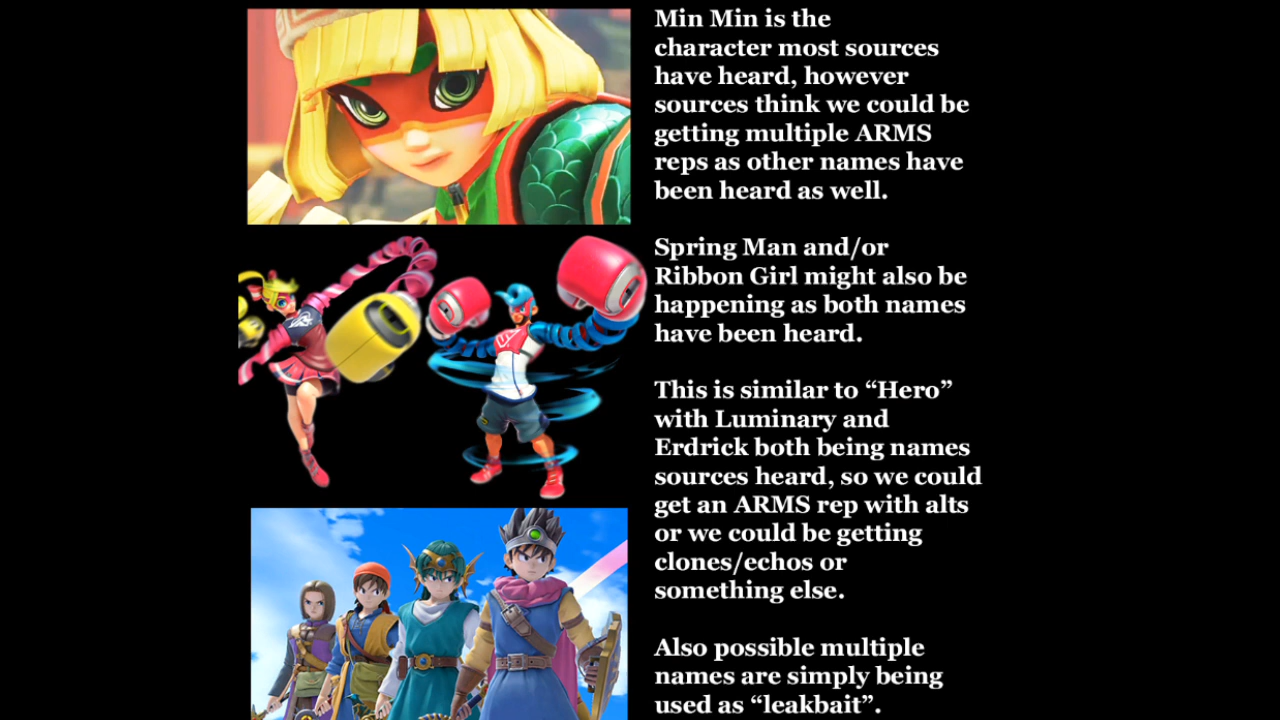 Min Min is the
character most sources
have heard, however
sources think we could be
getting multiple ARMS
reps as other names have
been heard as well.
Spring Man and/or
Ribbon Girl might also be
happening as both names
have been heard.
This is similar to “Hero”
with Luminary and
Erdrick both being names
sources heard, so we could
get an ARMS rep with alts
or we could be getting
clones/echos or
something else.
Also possible multiple
names are simply being
used as “leakbait”.